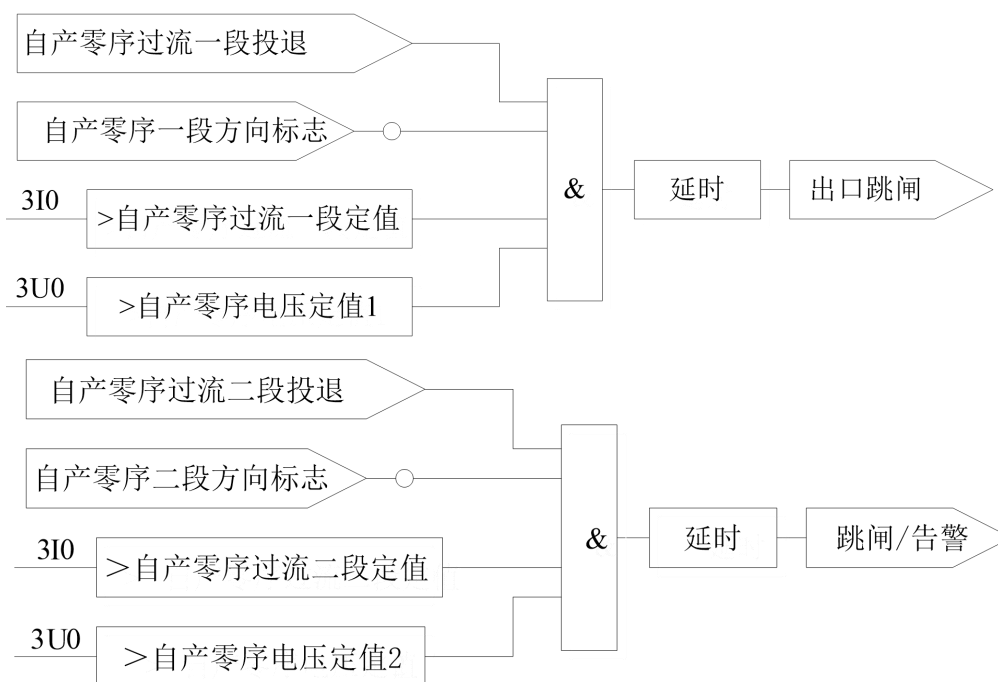 自产零序过流一段投退
自产零序一段方向标志
3I0
>自产零序过流一段定值
3U0
>自产零序电压定值1
&
延时
出口跳闸
自产零序过流二段投退
自产零序二段方向标志
3I0
＞自产零序过流二段定值
3U0
＞自产零序电压定值2
&
延时
跳闸/告警